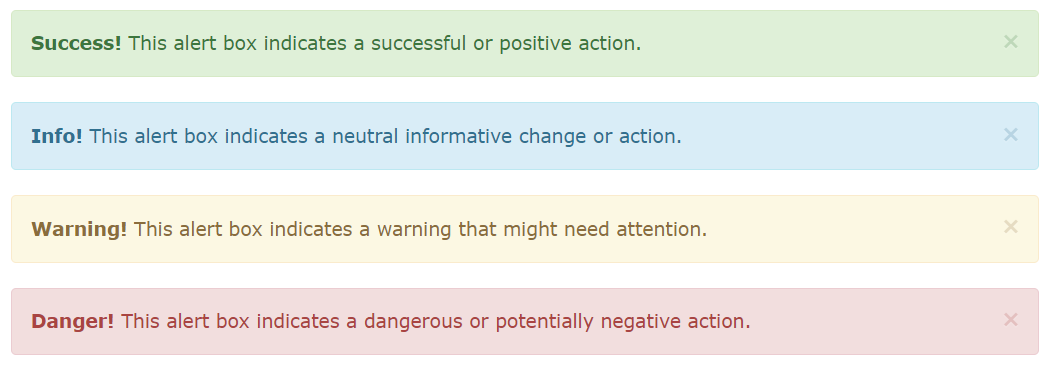 Success! This alert box indicates a successful or positive action. ×
Info! This alert box indicates a neutral informative change or action. ×
Warning! This alert box indicates a warning that might need attention. ×
Danger! This alert box indicates a dangerous or potentially negative action. ×